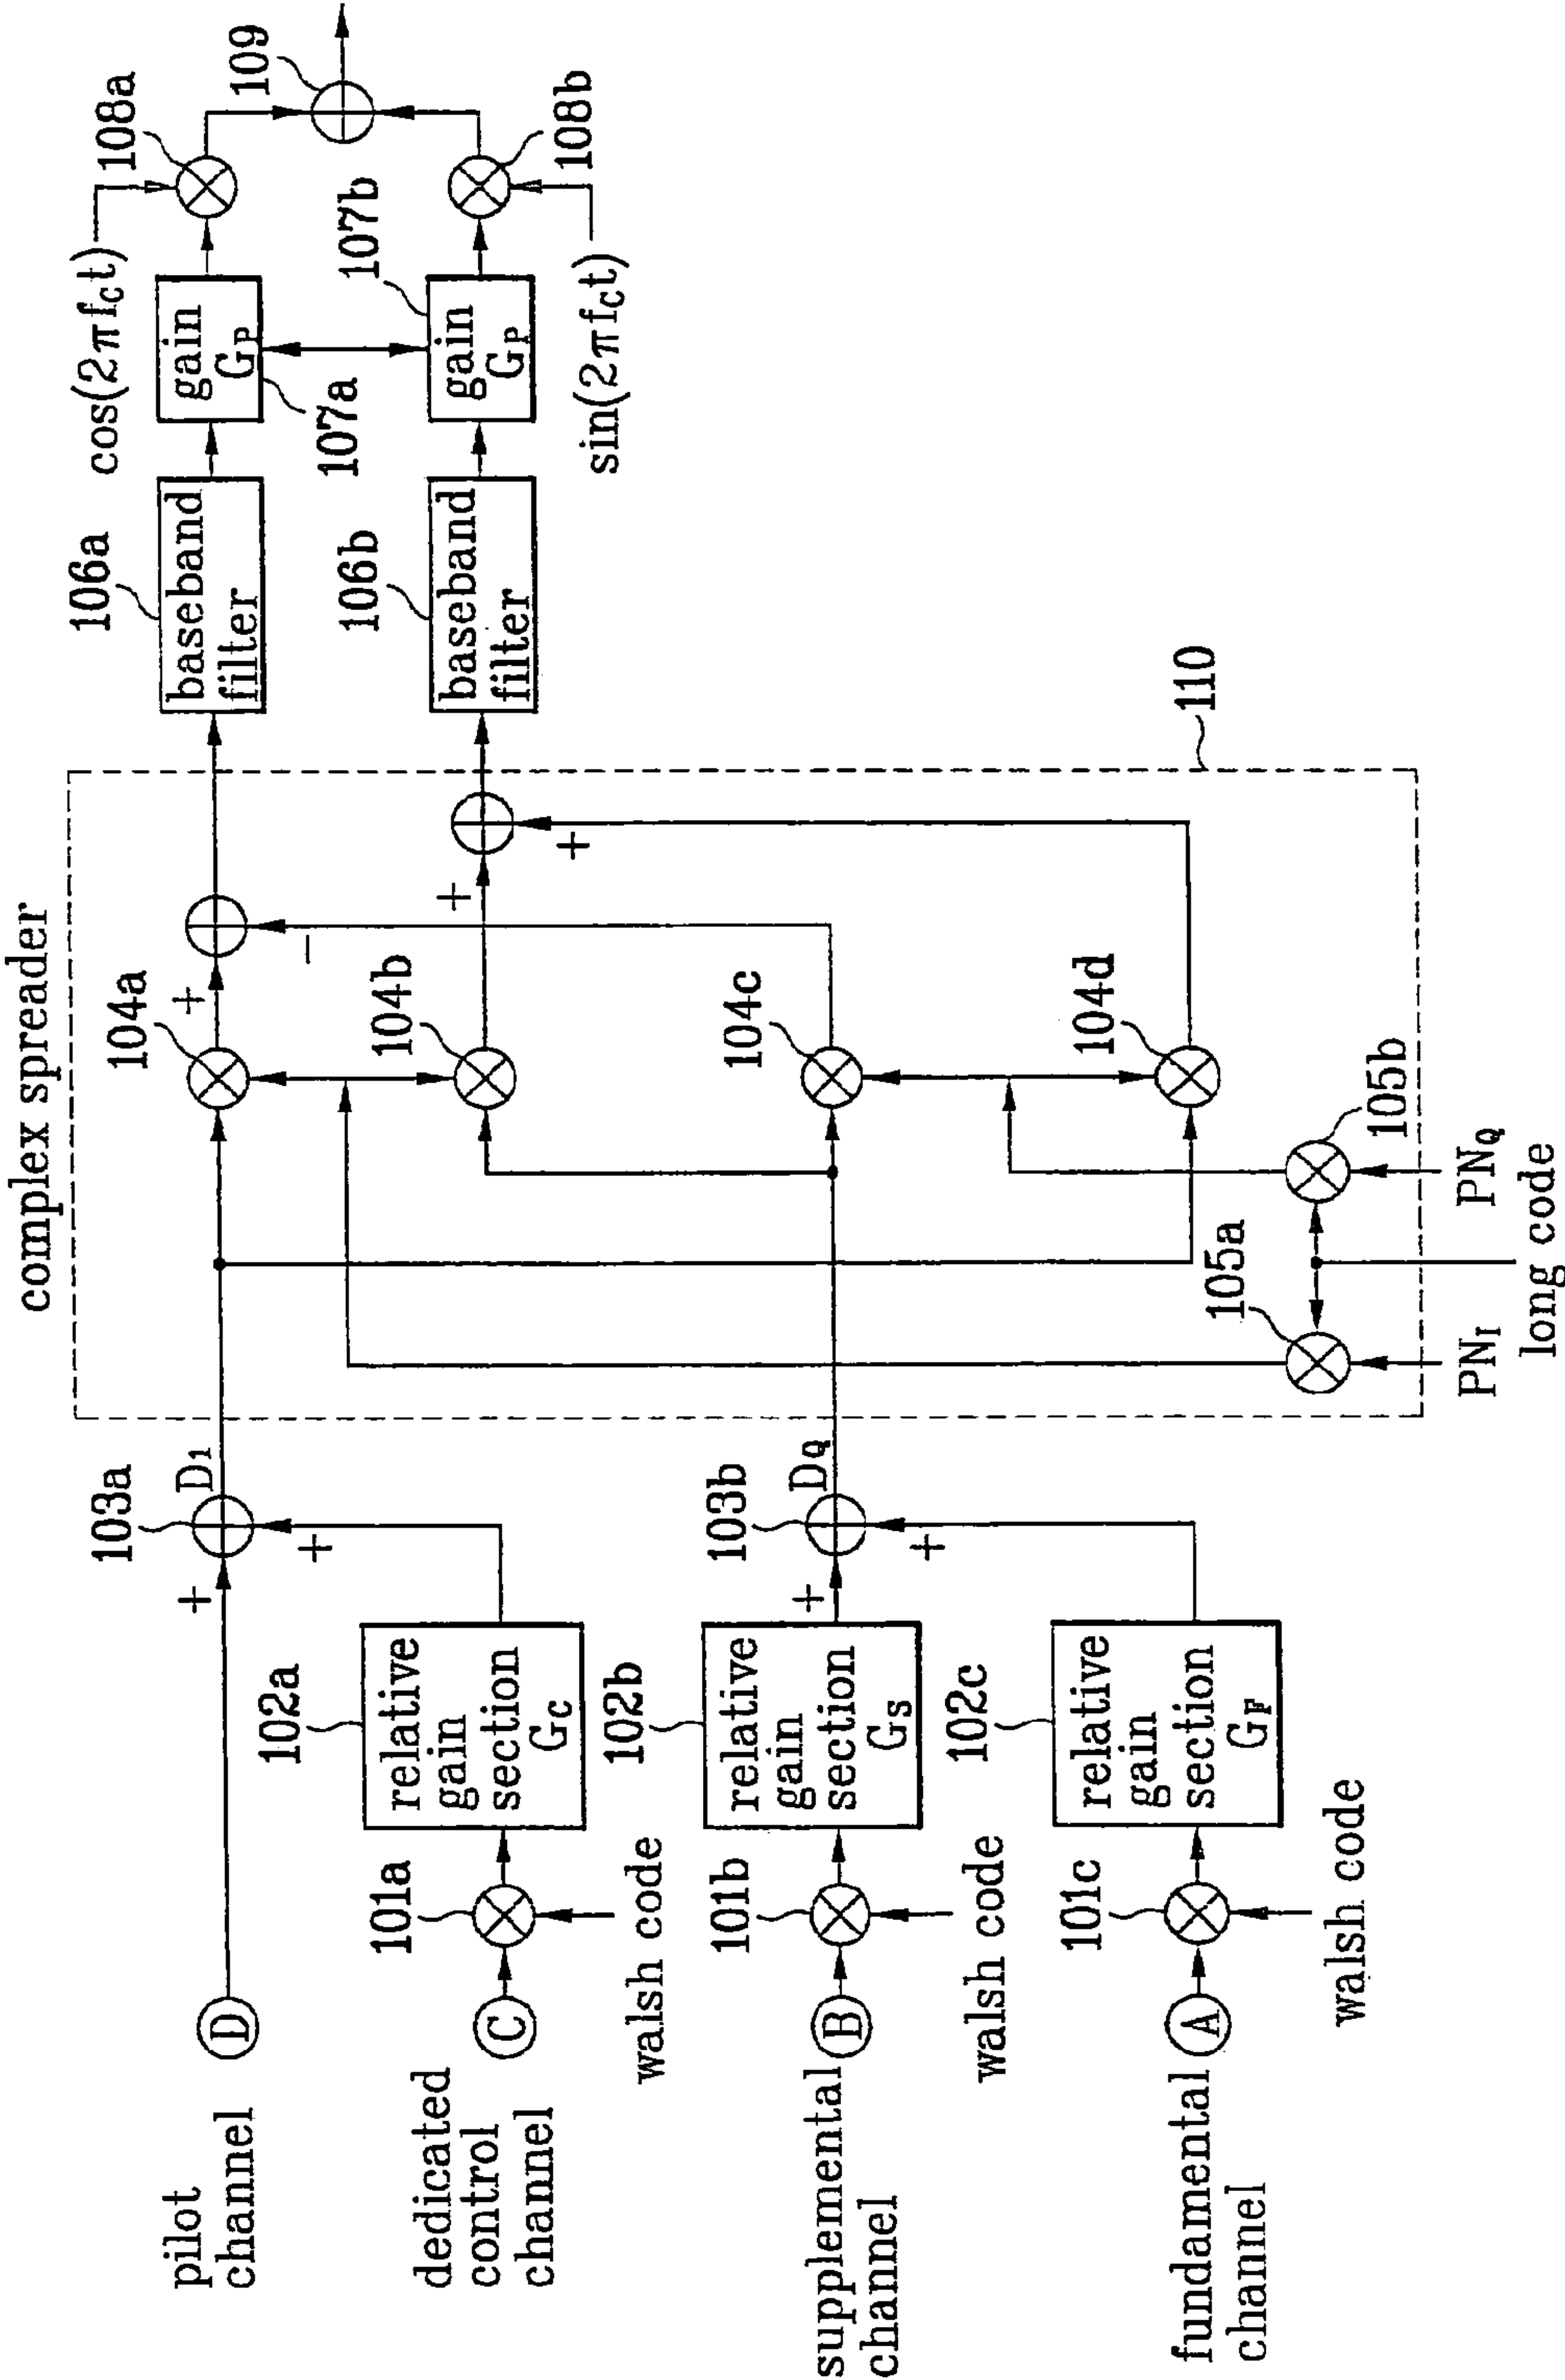 complex spreader
pilot
channel
D
+
+
103a
D1
dedicated
control
channel
C
101a
walsh code
102a
relative
gain
section
GC
supplemental
channel
B
101b
walsh code
102b
relative
gain
section
GS
+
+
103b
DQ
fundamental
channel
A
101c
walsh code
102c
relative
gain
section
GF
104a
+
−
104b
+
+
104c
104d
105a
105b
PNI
PNQ
long code
110
106a
baseband
filter
106b
baseband
filter
cos(2πfct)
gain
GP
107a
107b
gain
GP
sin(2πfct)
108a
108b
109